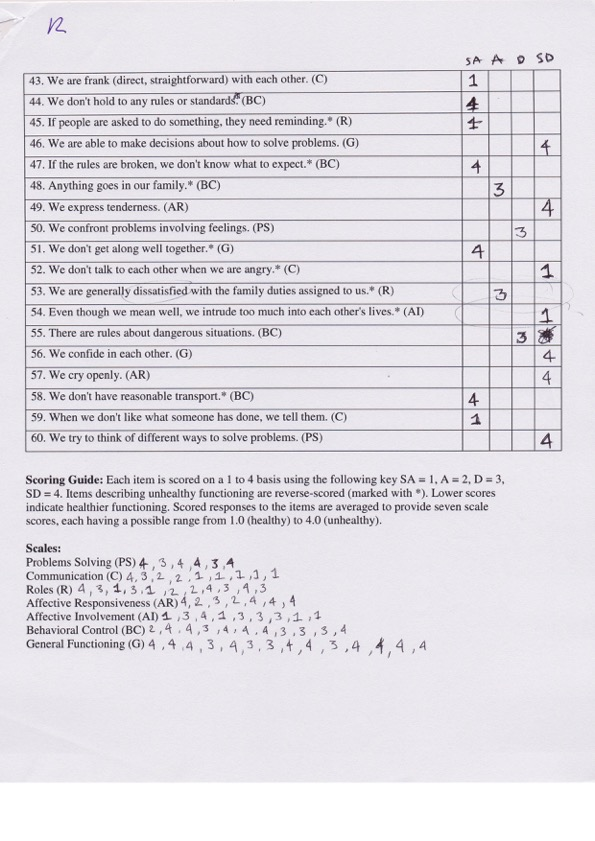 R
SA A D SD
43. We are frank (direct, straightforward) with each other. (C) 1
44. We don't hold to any rules or standards.* (BC) 4
45. If people are asked to do something, they need reminding.* (R) 4
46. We are able to make decisions about how to solve problems. (G) 4
47. If the rules are broken, we don't know what to expect.* (BC) 4
48. Anything goes in our family.* (BC) 3
49. We express tenderness. (AR) 4
50. We confront problems involving feelings. (PS) 3
51. We don't get along well together.* (G) 4
52. We don't talk to each other when we are angry.* (C) 1
53. We are generally dissatisfied with the family duties assigned to us.* (R) 3
54. Even though we mean well, we intrude too much into each other's lives.* (AI) 1
55. There are rules about dangerous situations. (BC) 3
56. We confide in each other. (G) 4
57. We cry openly. (AR) 4
58. We don't have reasonable transport.* (BC) 4
59. When we don't like what someone has done, we tell them. (C) 1
60. We try to think of different ways to solve problems. (PS) 4
Scoring Guide: Each item is scored on a 1 to 4 basis using the following key SA = 1, A = 2, D = 3,
SD = 4. Items describing unhealthy functioning are reverse-scored (marked with *). Lower scores
indicate healthier functioning. Scored responses to the items are averaged to provide seven scale
scores, each having a possible range from 1.0 (healthy) to 4.0 (unhealthy).
Scales:
Problems Solving (PS) 4, 3, 4, 4, 3, 4
Communication (C) 4, 3, 2, 2, 1, 1, 1, 1, 1
Roles (R) 4, 3, 1, 3, 1, 2, 2, 4, 3, 4, 3
Affective Responsiveness (AR) 4, 2, 3, 2, 4, 4, 4
Affective Involvement (AI) 1, 3, 4, 1, 3, 3, 3, 1, 1
Behavioral Control (BC) 2, 4, 4, 3, 4, 4, 4, 3, 3, 3, 4
General Functioning (G) 4, 4, 4, 3, 4, 3, 3, 4, 4, 3, 4, 4, 4, 4